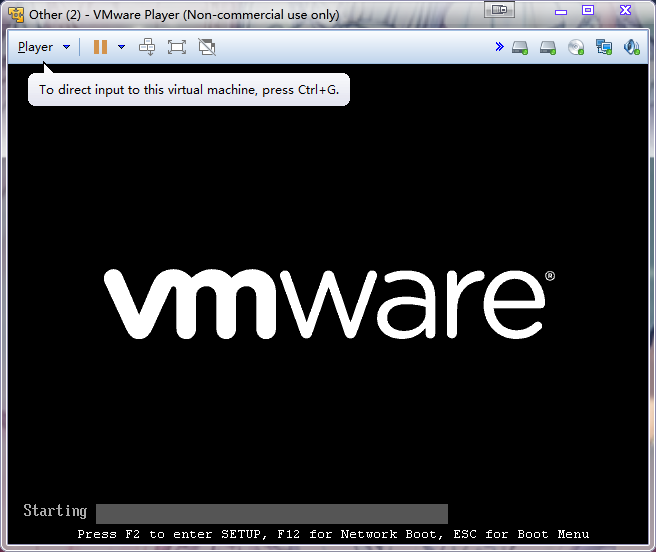 Other (2) - VMware Player (Non-commercial use only)
Player
To direct input to this virtual machine, press Ctrl+G.
vmware®
Starting
Press F2 to enter SETUP, F12 for Network Boot, ESC for Boot Menu